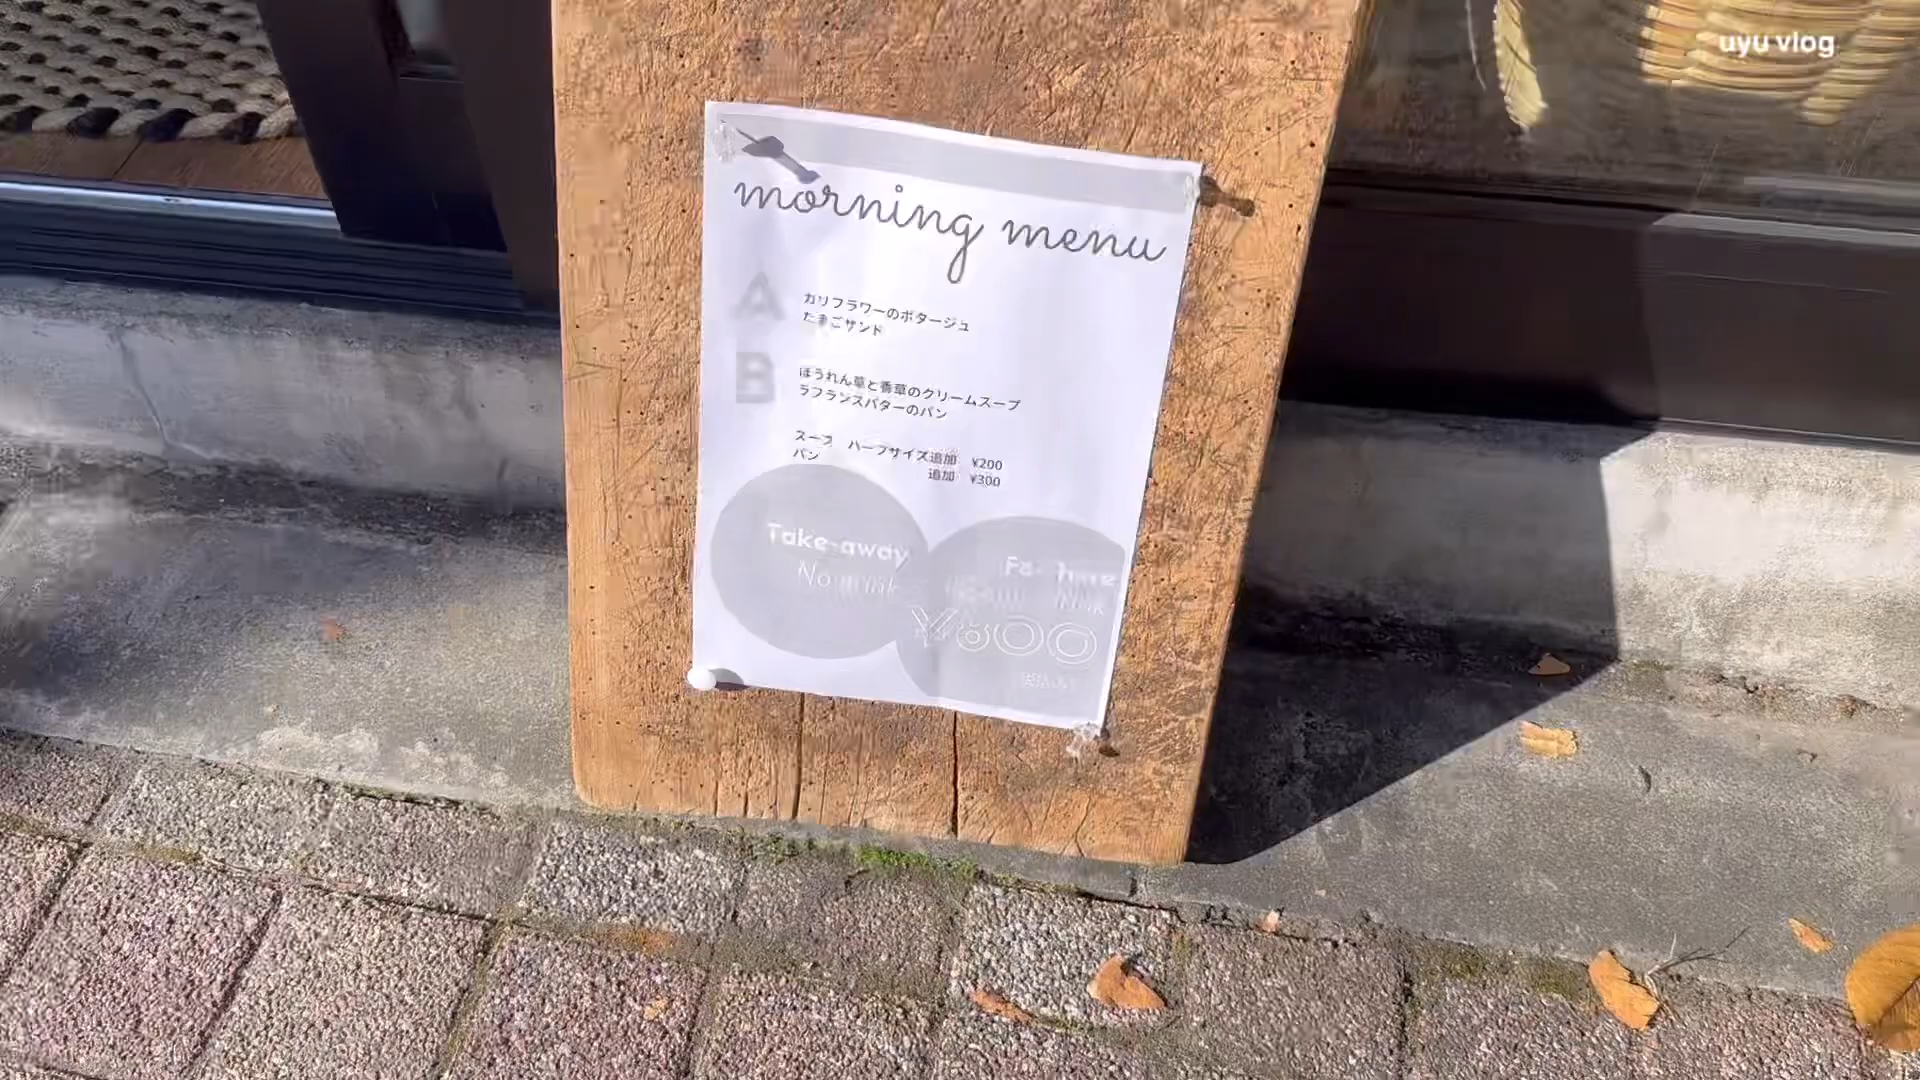 uyu vlog
morning menu
A
カリフラワーのポタージュ
たまごサンド
B
ほうれん草と香草のクリームスープ
ラフランスバターのパン
スープ ハーフサイズ追加 ¥200
パン 追加 ¥300
Take-away
¥800